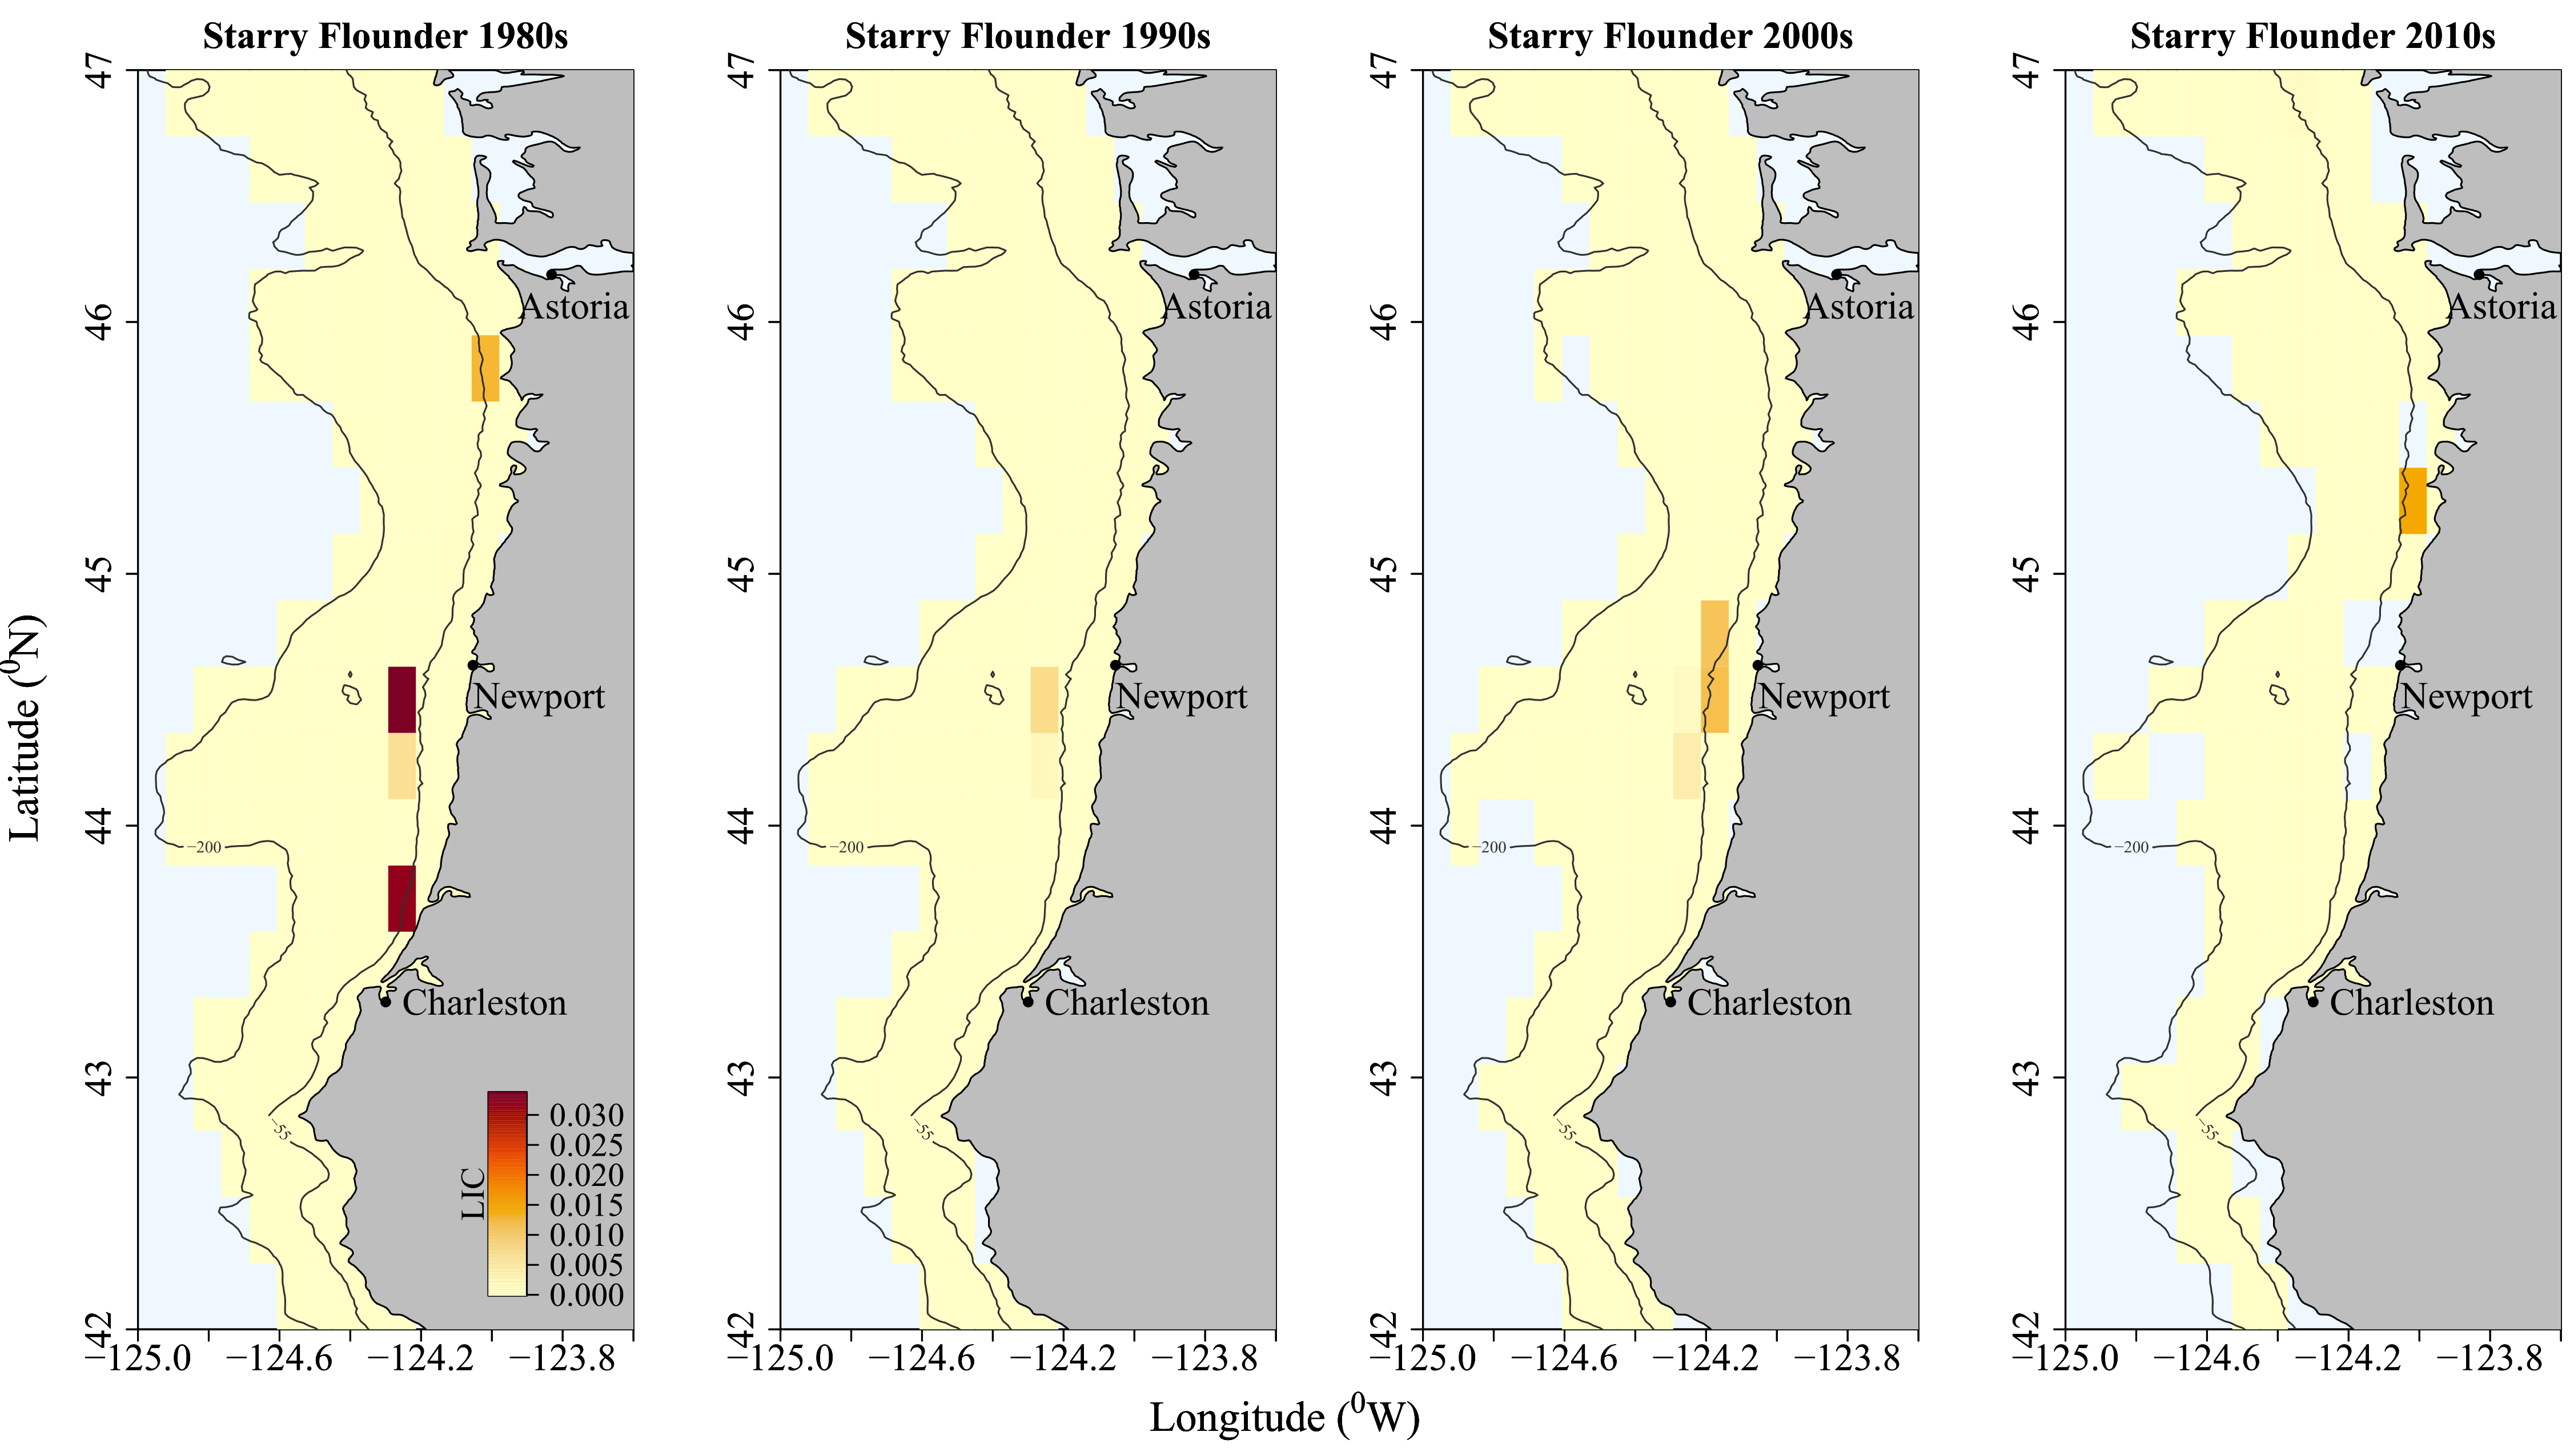 Starry Flounder 1980s
Starry Flounder 1990s
Starry Flounder 2000s
Starry Flounder 2010s
Latitude (⁰N)
47
46
45
44
43
42
Astoria
Newport
Charleston
−200
−55
LIC
0.030
0.025
0.020
0.015
0.010
0.005
0.000
−125.0 −124.6 −124.2 −123.8
47
46
45
44
43
42
Astoria
Newport
Charleston
−200
−55
−125.0 −124.6 −124.2 −123.8
47
46
45
44
43
42
Astoria
Newport
Charleston
−200
−55
−125.0 −124.6 −124.2 −123.8
47
46
45
44
43
42
Astoria
Newport
Charleston
−200
−55
−125.0 −124.6 −124.2 −123.8
Longitude (⁰W)